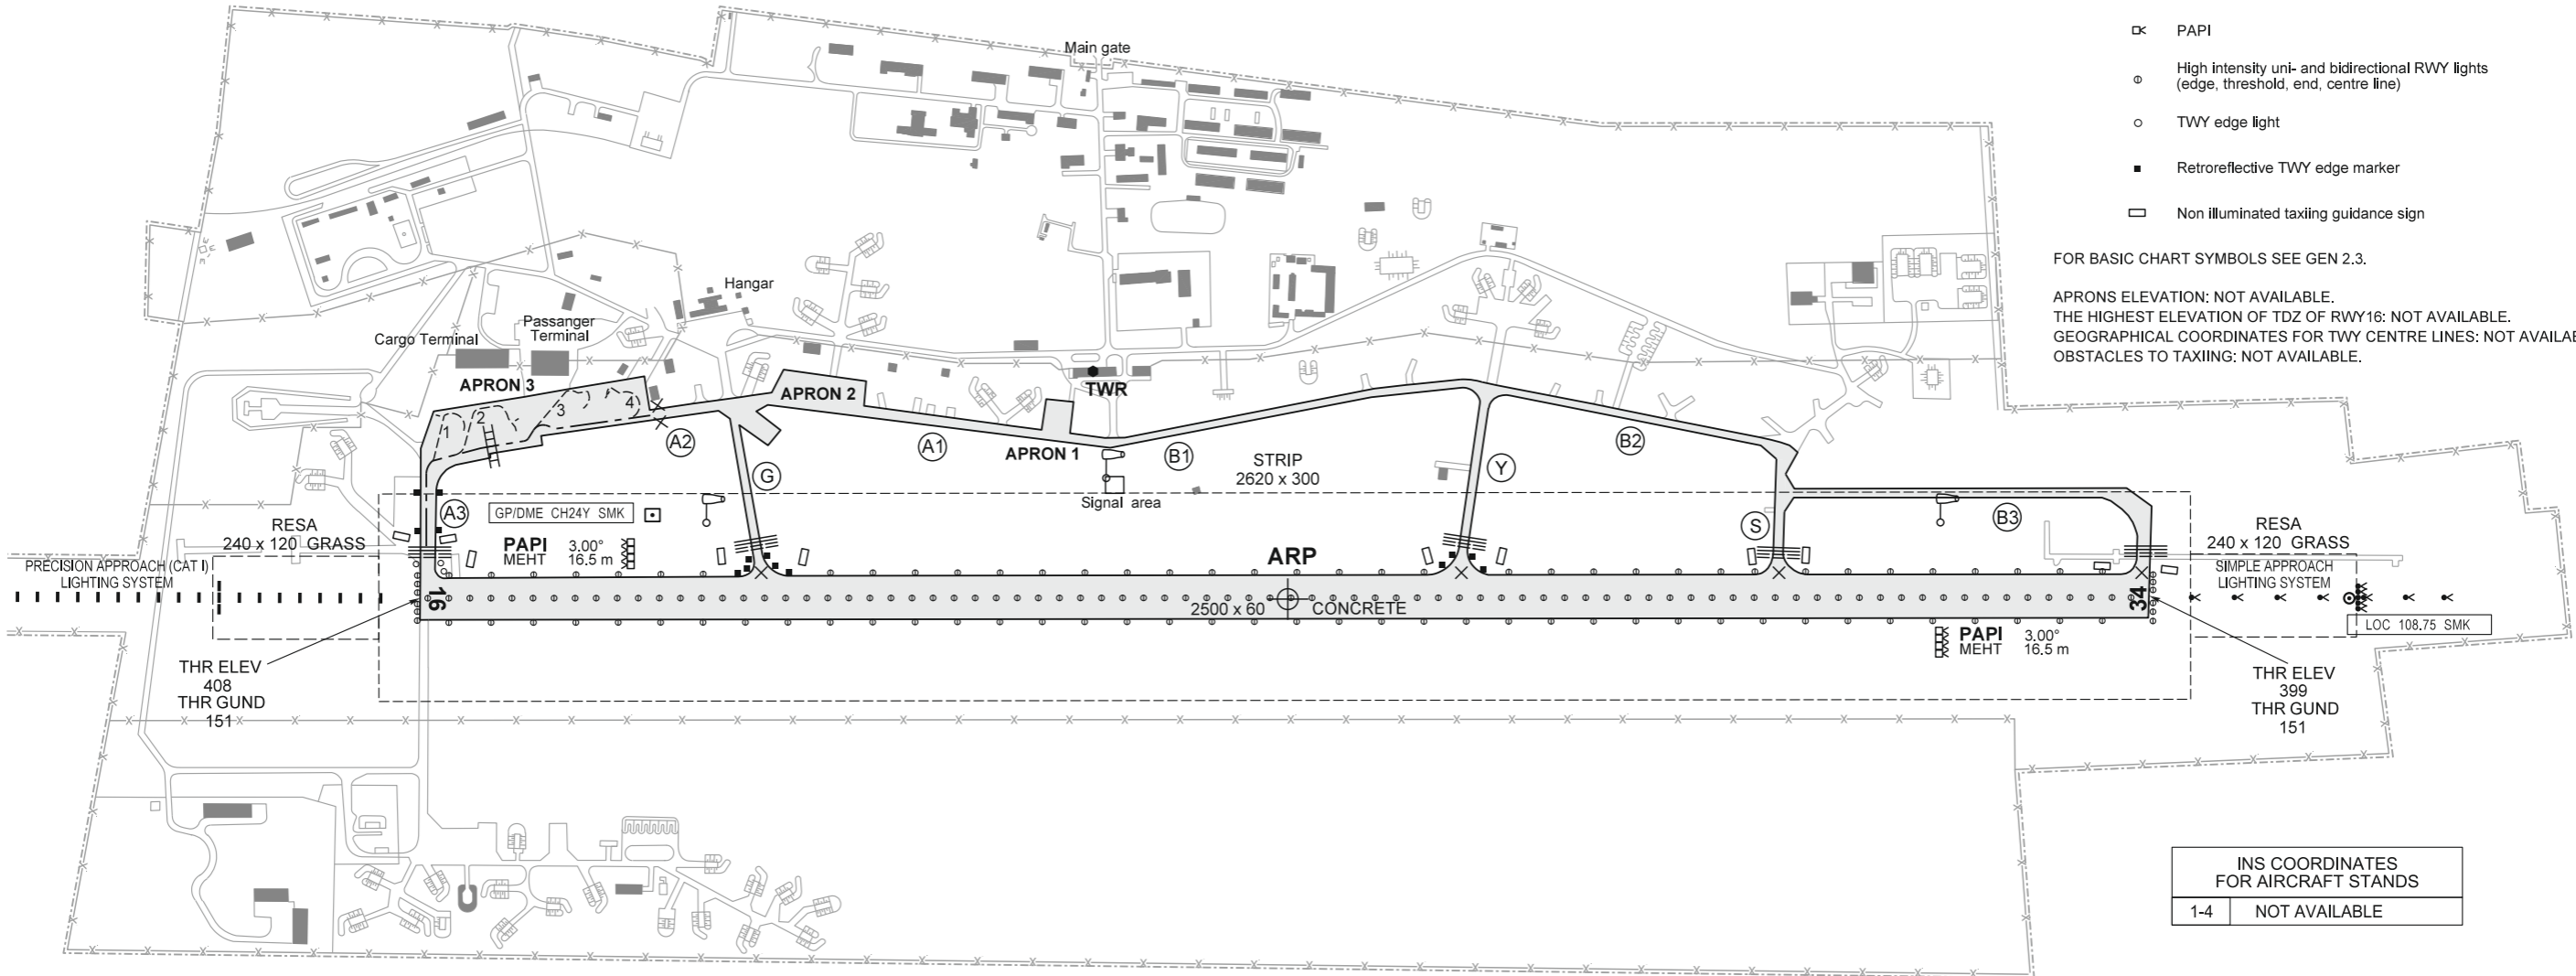 Main gate
PAPI
High intensity uni- and bidirectional RWY lights
(edge, threshold, end, centre line)
TWY edge light
Retroreflective TWY edge marker
Non illuminated taxiing guidance sign
FOR BASIC CHART SYMBOLS SEE GEN 2.3.
APRONS ELEVATION: NOT AVAILABLE.
THE HIGHEST ELEVATION OF TDZ OF RWY16: NOT AVAILABLE.
GEOGRAPHICAL COORDINATES FOR TWY CENTRE LINES: NOT AVAILAB
OBSTACLES TO TAXIING: NOT AVAILABLE.
Hangar
Cargo Terminal
Passanger
Terminal
APRON 3
APRON 2
TWR
1
2
3
4
A2
A1
APRON 1
B1
B2
G
STRIP
2620 x 300
Y
Signal area
A3
GP/DME CH24Y SMK
S
B3
RESA
240 x 120 GRASS
PAPI 3.00°
MEHT 16.5 m
ARP
RESA
240 x 120 GRASS
PRECISION APPROACH (CAT I)
LIGHTING SYSTEM
SIMPLE APPROACH
LIGHTING SYSTEM
16
2500 x 60 CONCRETE
34
LOC 108.75 SMK
PAPI 3.00°
MEHT 16.5 m
THR ELEV
408
THR GUND
151
THR ELEV
399
THR GUND
151
INS COORDINATES
FOR AIRCRAFT STANDS
1-4 NOT AVAILABLE